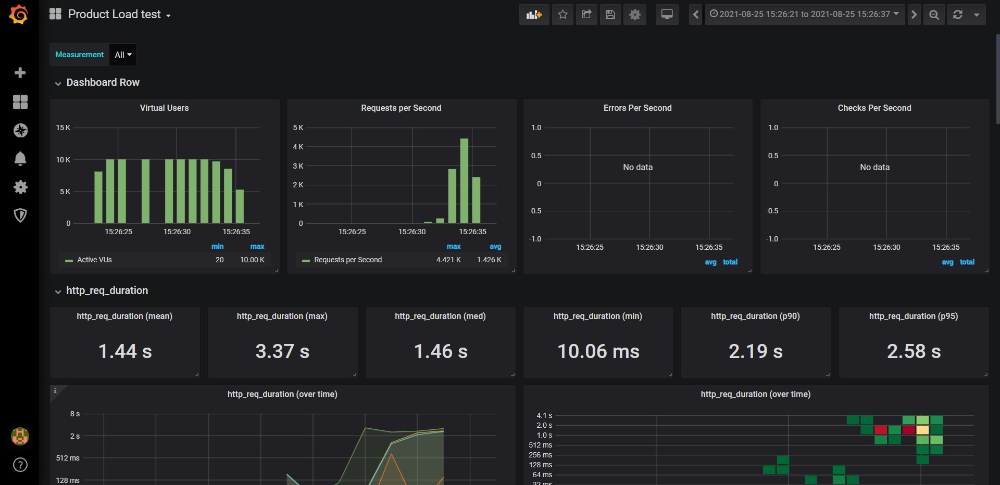 Product Load test
2021-08-25 15:26:21 to 2021-08-25 15:26:37
Measurement All
Dashboard Row
Virtual Users
15 K
10 K
5 K
0
15:26:25 15:26:30 15:26:35
min max
Active VUs 20 10.00 K
Requests per Second
5 K
4 K
3 K
2 K
1 K
0
15:26:25 15:26:30 15:26:35
max avg
Requests per Second 4.421 K 1.426 K
Errors Per Second
1.0
0.5
No data
0
-0.5
-1.0
15:26:25 15:26:30 15:26:35
avg total
Checks Per Second
1.0
0.5
No data
0
-0.5
-1.0
15:26:25 15:26:30 15:26:35
avg total
http_req_duration
http_req_duration (mean)
1.44 s
http_req_duration (max)
3.37 s
http_req_duration (med)
1.46 s
http_req_duration (min)
10.06 ms
http_req_duration (p90)
2.19 s
http_req_duration (p95)
2.58 s
i
http_req_duration (over time)
8 s
2 s
512 ms
128 ms
http_req_duration (over time)
4.1 s
2.0 s
1.0 s
512 ms
256 ms
128 ms
64 ms
32 ms
?